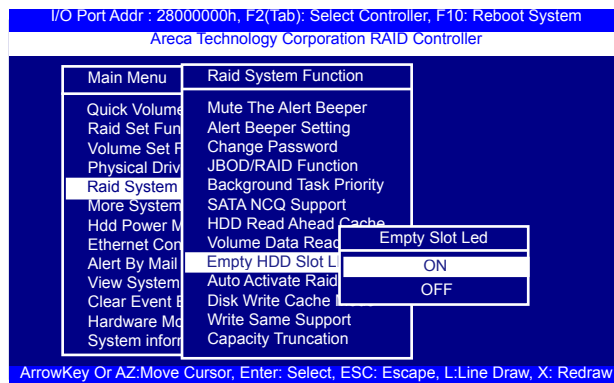 I/O Port Addr : 28000000h, F2(Tab): Select Controller, F10: Reboot System
Areca Technology Corporation RAID Controller
Main Menu
Quick Volume
Raid Set Fun
Volume Set
Physical Driv
Raid System
More System
Hdd Power M
Ethernet Con
Alert By Mail
View System
Clear Event
Hardware Mo
System inform
Raid System Function
Mute The Alert Beeper
Alert Beeper Setting
Change Password
JBOD/RAID Function
Background Task Priority
SATA NCQ Support
HDD Read Ahead Cache
Volume Data Read
Empty HDD Slot L
Auto Activate Raid
Disk Write Cache
Write Same Support
Capacity Truncation
Empty Slot Led
ON
OFF
ArrowKey Or AZ:Move Cursor, Enter: Select, ESC: Escape, L:Line Draw, X: Redraw